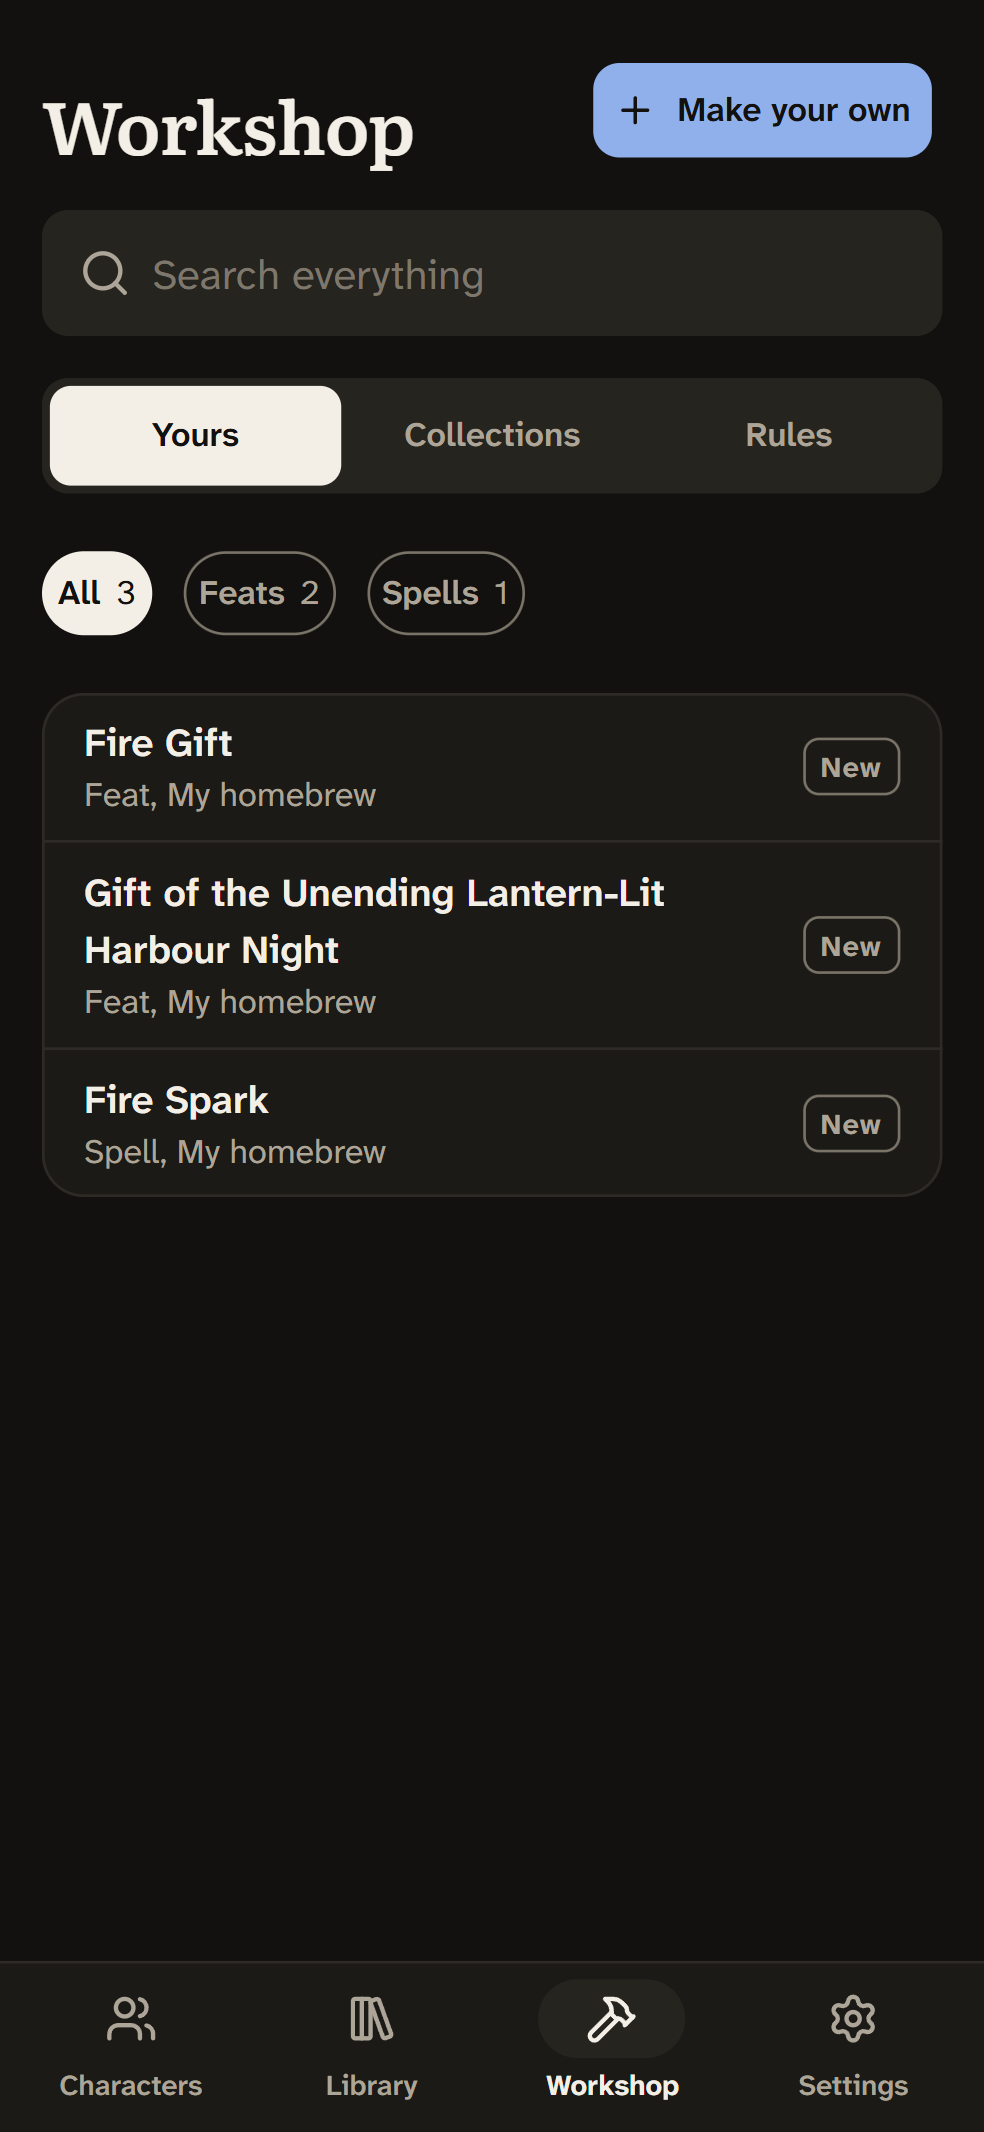 Workshop
Make your own
Search everything
Yours
Collections
Rules
All 3
Feats 2
Spells 1
Fire Gift
Feat, My homebrew
New
Gift of the Unending Lantern-Lit
Harbour Night
Feat, My homebrew
New
Fire Spark
Spell, My homebrew
New
Characters
Library
Workshop
Settings